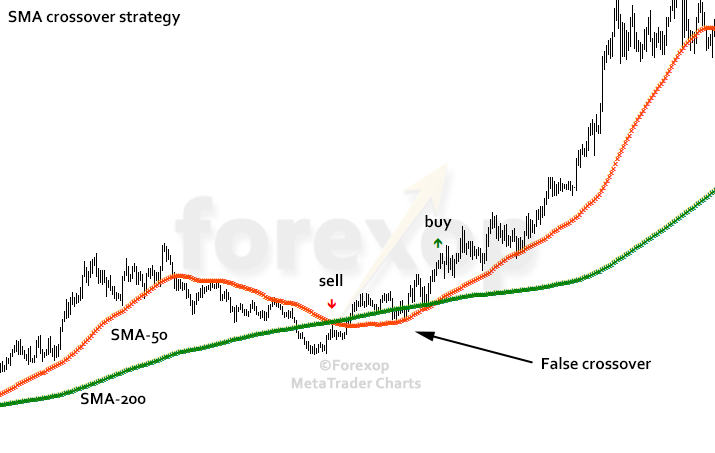 SMA crossover strategy
forexop
buy
sell
SMA-50
False crossover
©Forexop
MetaTrader Charts
SMA-200